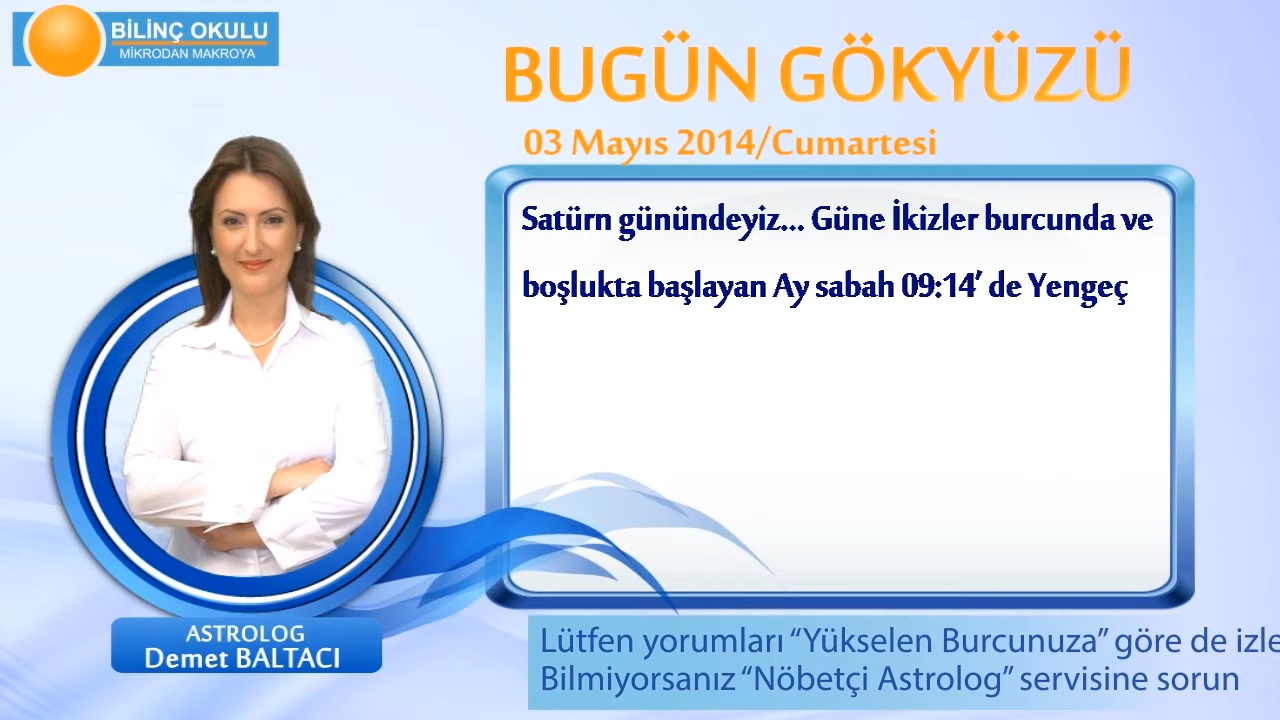 BİLİNÇ OKULU
MİKRODAN MAKROYA
BUGÜN GÖKYÜZÜ
03 Mayıs 2014/Cumartesi
Satürn günündeyiz... Güne İkizler burcunda ve
boşlukta başlayan Ay sabah 09:14' de Yengeç
ASTROLOG
Demet BALTACI
Lütfen yorumları “Yükselen Burcunuza” göre de
Bilmiyorsanız “Nöbetçi Astrolog” servisine sorun